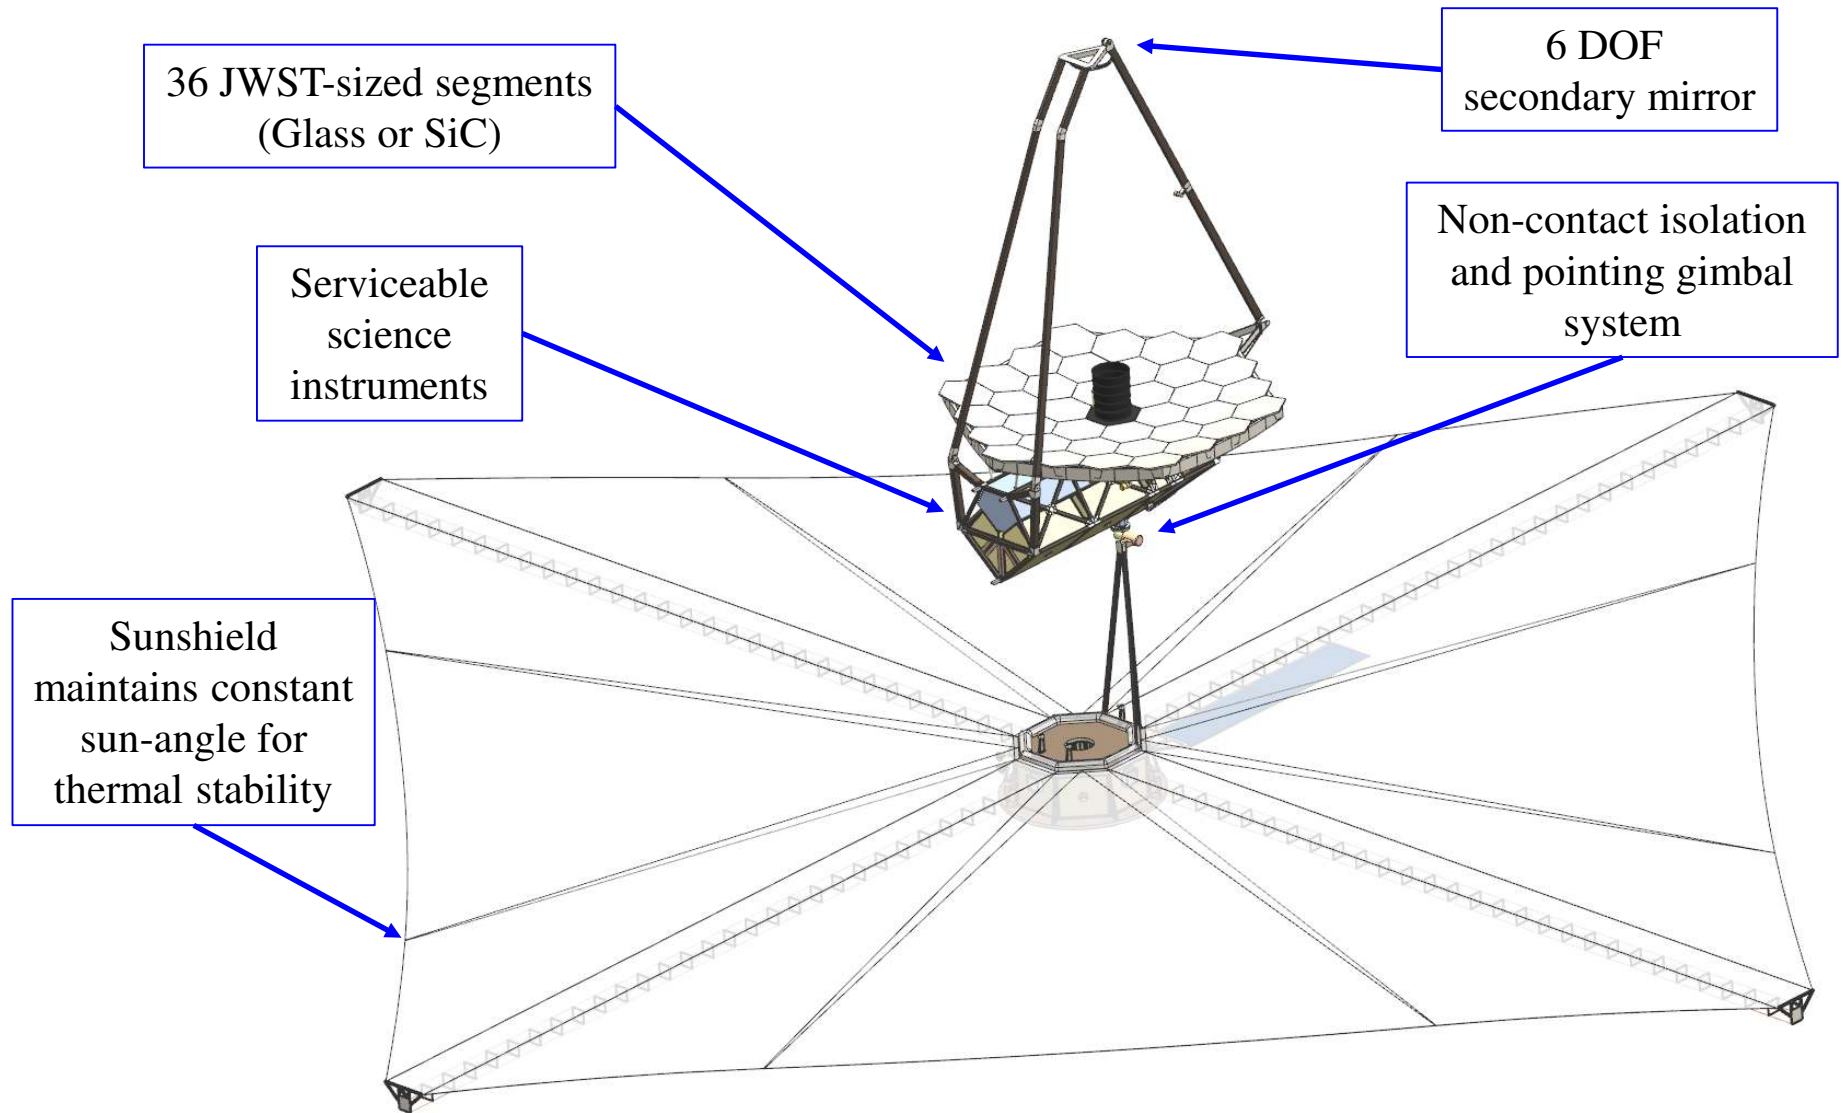 36 JWST-sized segments
(Glass or SiC)
6 DOF
secondary mirror
Serviceable
science
instruments
Non-contact isolation
and pointing gimbal
system
Sunshield
maintains constant
sun-angle for
thermal stability